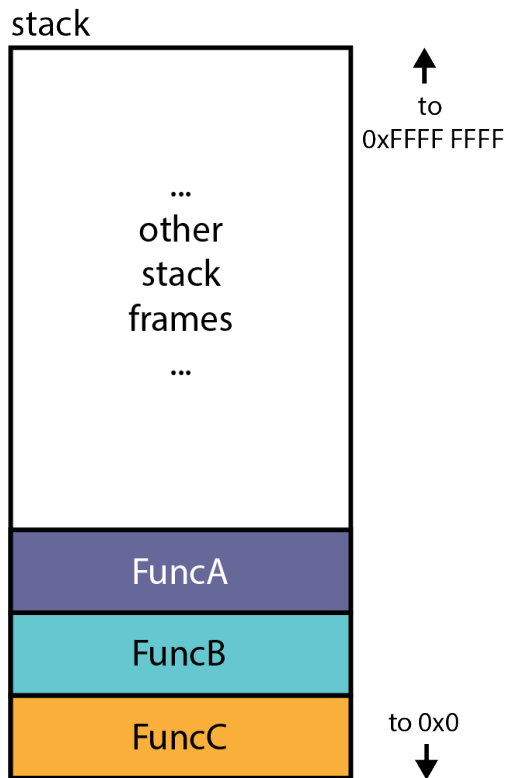 stack
to
0xFFFF FFFF
...
other
stack
frames
...
FuncA
FuncB
FuncC
to 0x0